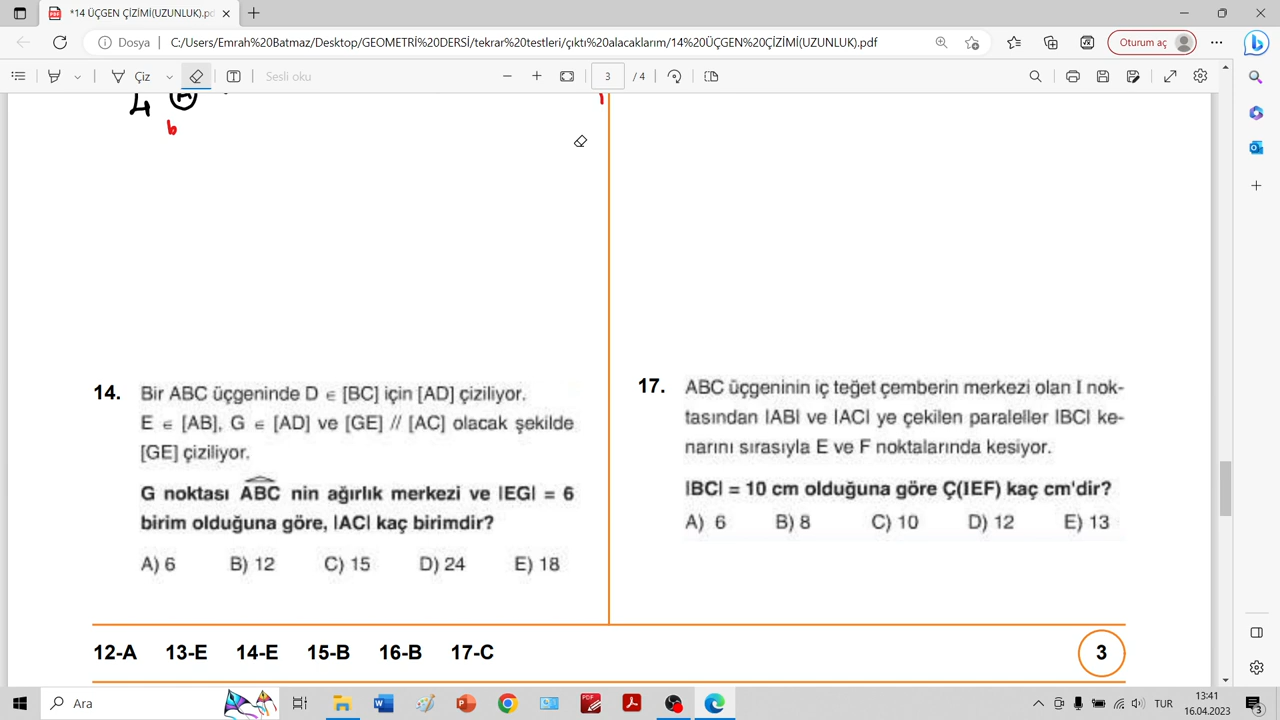 *14 ÜÇGEN ÇİZİMİ(UZUNLUK).pd
Dosya
C:/Users/Emrah%20Batmaz/Desktop/GEOMETRİ%20DERSİ/tekrar%20testleri/çıktı%20alacaklarım/14%20ÜÇGEN%20ÇİZİMİ(UZUNLUK).pdf
Oturum aç
Çiz
Sesli oku
3 / 4
4 A
b
14. Bir ABC üçgeninde D ∈ [BC] için [AD] çiziliyor.
E ∈ [AB], G ∈ [AD] ve [GE] // [AC] olacak şekilde
[GE] çiziliyor.
G noktası ABC nin ağırlık merkezi ve |EG| = 6
birim olduğuna göre, |AC| kaç birimdir?
A) 6 B) 12 C) 15 D) 24 E) 18
17. ABC üçgeninin iç teğet çemberin merkezi olan I nok-
tasından |AB| ve |AC| ye çekilen paraleller |BC| ke-
narını sırasıyla E ve F noktalarında kesiyor.
|BC| = 10 cm olduğuna göre Ç(IEF) kaç cm'dir?
A) 6 B) 8 C) 10 D) 12 E) 13
12-A 13-E 14-E 15-B 16-B 17-C
3
Ara
TUR
13:41
16.04.2023
3